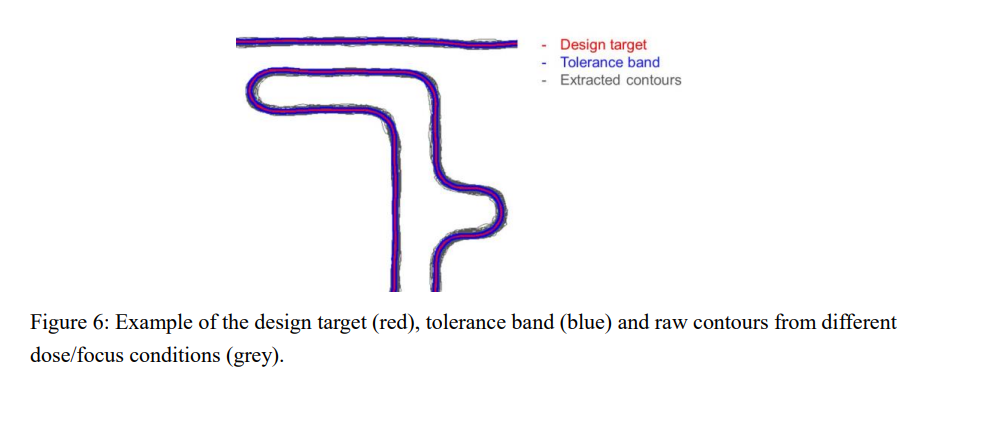 - Design target
- Tolerance band
- Extracted contours
Figure 6: Example of the design target (red), tolerance band (blue) and raw contours from different
dose/focus conditions (grey).